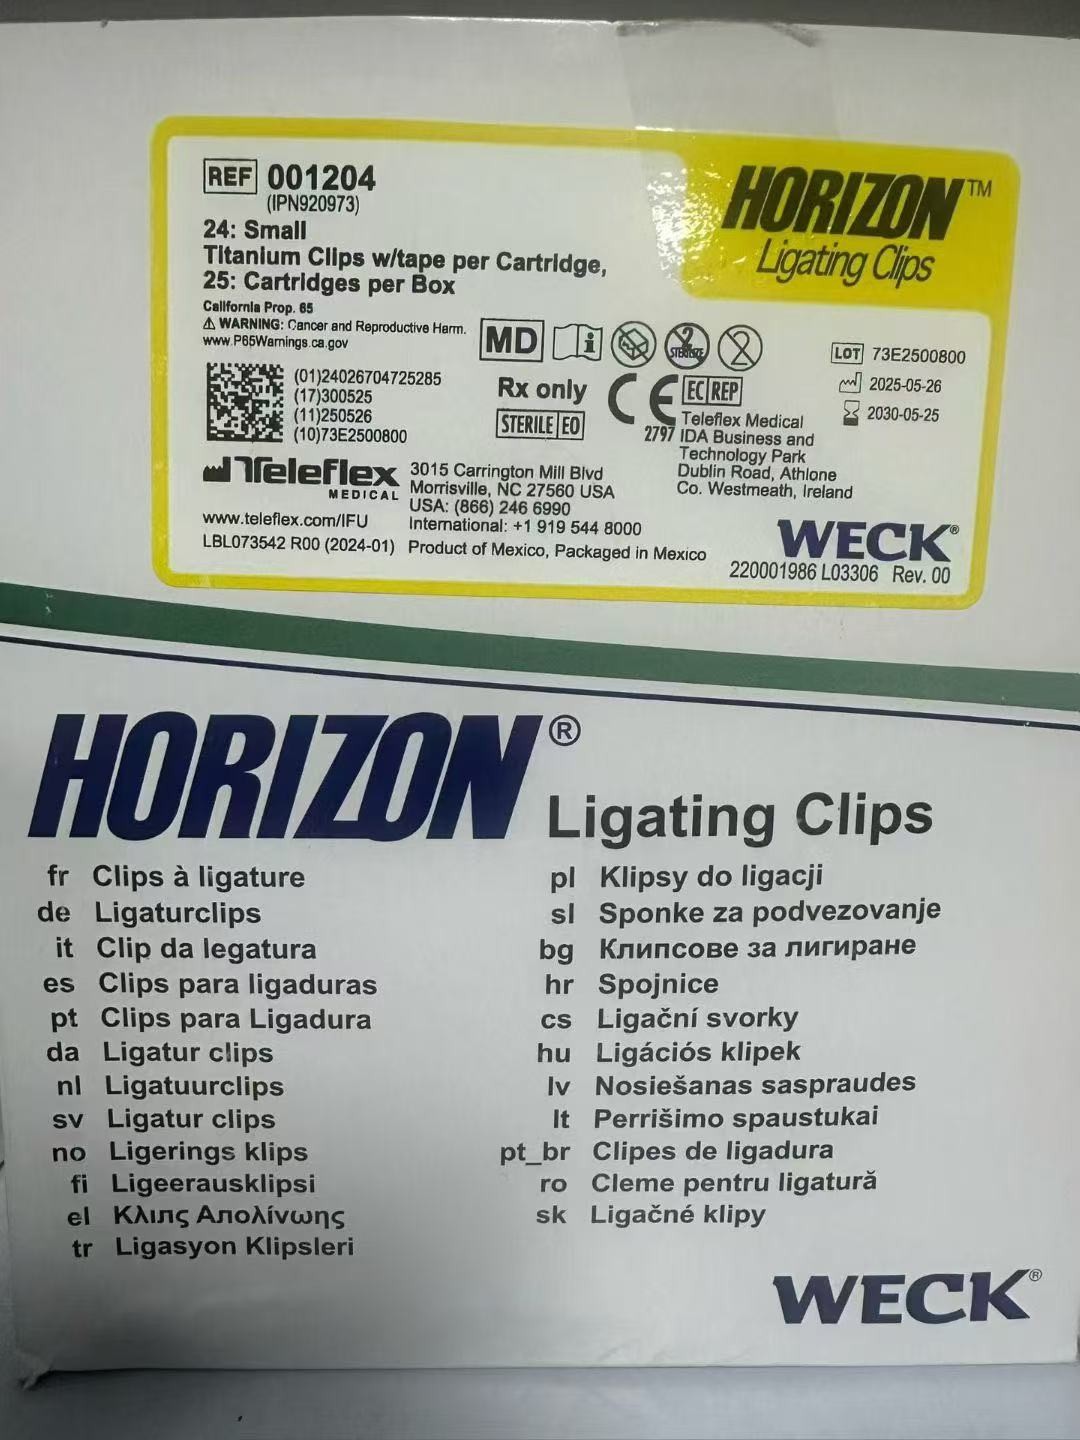 REF 001204
(IPN920973)
24: Small
Titanium Clips w/tape per Cartridge,
25: Cartridges per Box
California Prop. 65
⚠ WARNING: Cancer and Reproductive Harm.
www.P65Warnings.ca.gov
HORIZON™
Ligating Clips
MD
2
STERILIZE
2
LOT 73E2500800
2025-05-26
2030-05-25
(01)24026704725285
(17)300525
(11)250526
(10)73E2500800
Rx only
STERILE EO
CE
2797
EC REP
Teleflex Medical
IDA Business and
Technology Park
Dublin Road, Athlone
Co. Westmeath, Ireland
Teleflex
MEDICAL
3015 Carrington Mill Blvd
Morrisville, NC 27560 USA
USA: (866) 246 6990
International: +1 919 544 8000
www.teleflex.com/IFU
LBL073542 R00 (2024-01) Product of Mexico, Packaged in Mexico
WECK®
220001986 L03306 Rev. 00
HORIZON® Ligating Clips
fr Clips à ligature
de Ligaturclips
it Clip da legatura
es Clips para ligaduras
pt Clips para Ligadura
da Ligatur clips
nl Ligatuurclips
sv Ligatur clips
no Ligerings klips
fi Ligeerausklipsi
el Κλιπς Απολίνωης
tr Ligasyon Klipsleri
pl Klipsy do ligacji
sl Sponke za podvezovanje
bg Клипсове за лигиране
hr Spojnice
cs Ligační svorky
hu Ligációs klipek
lv Nosiešanas saspraudes
lt Perrišimo spaustukai
pt_br Clipes de ligadura
ro Cleme pentru ligatură
sk Ligačné klipy
WECK®